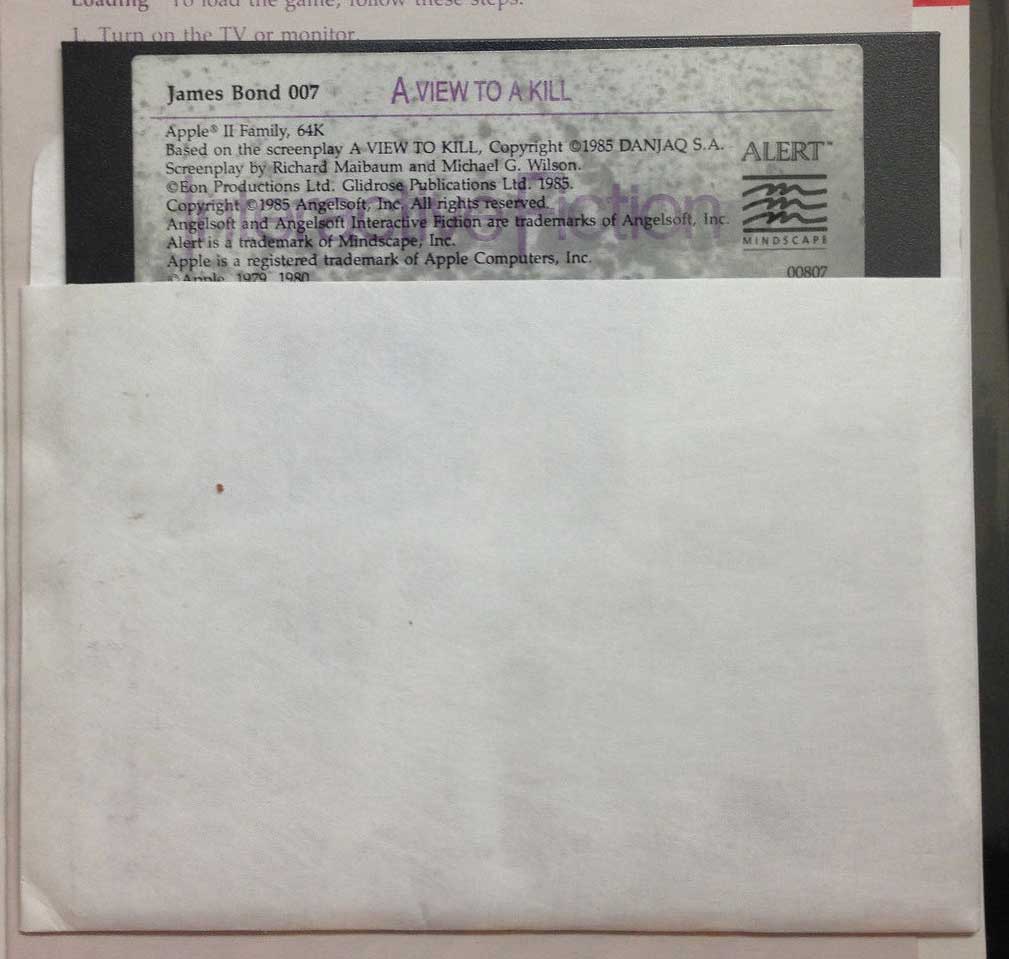 Loading To load the game, follow these steps:
1. Turn on the TV or monitor.
James Bond 007 A VIEW TO A KILL
Apple® II Family, 64K
Based on the screenplay A VIEW TO KILL, Copyright ©1985 DANJAQ S.A.
Screenplay by Richard Maibaum and Michael G. Wilson.
©Eon Productions Ltd. Glidrose Publications Ltd. 1985.
Copyright ©1985 Angelsoft, Inc. All rights reserved.
Angelsoft and Angelsoft Interactive Fiction are trademarks of Angelsoft, Inc.
Alert is a trademark of Mindscape, Inc.
Apple is a registered trademark of Apple Computers, Inc.
©Apple, 1979, 1980
Interactive Fiction
ALERT™
MINDSCAPE
00807